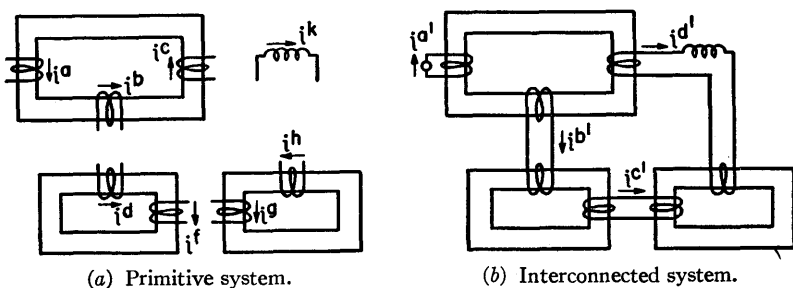 i^a
i^b
i^c
i^k
i^d
i^f
i^g
i^h
(a) Primitive system.
i^a'
i^b'
i^c'
i^d'
(b) Interconnected system.